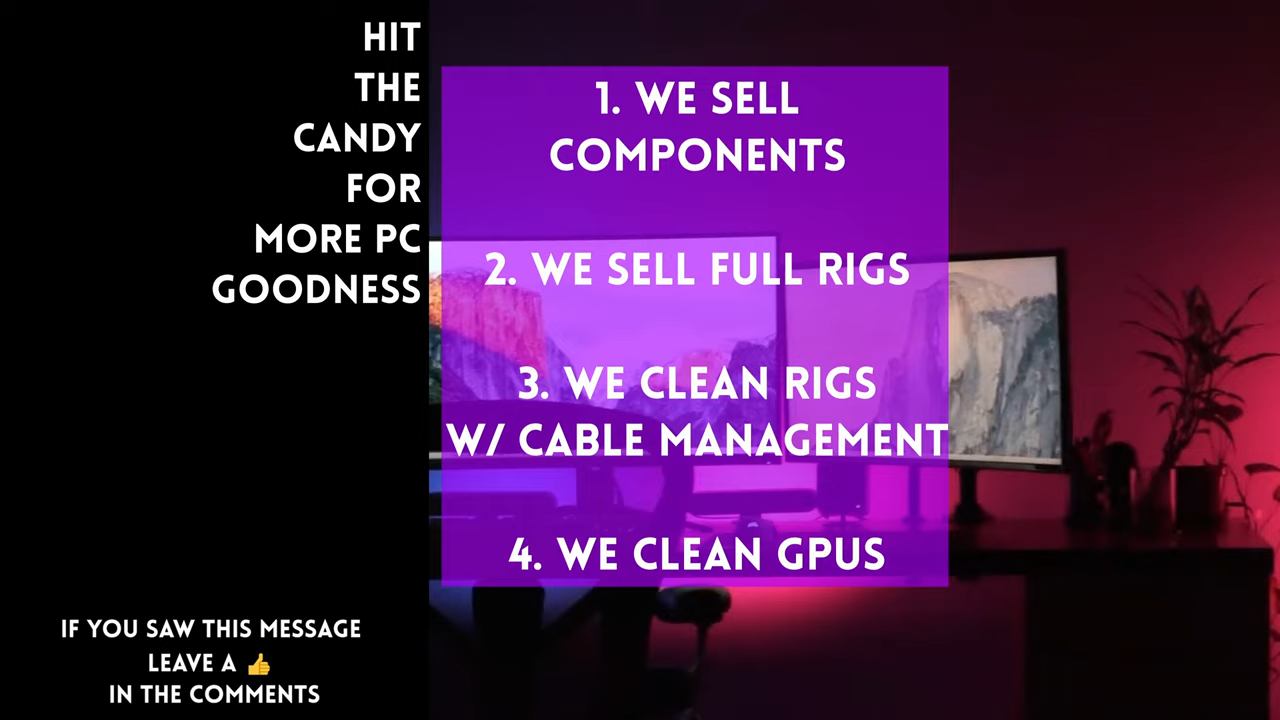 HIT
THE
CANDY
FOR
MORE PC
GOODNESS
1. WE SELL
COMPONENTS
2. WE SELL FULL RIGS
3. WE CLEAN RIGS
W/ CABLE MANAGEMENT
4. WE CLEAN GPUS
IF YOU SAW THIS MESSAGE
LEAVE A 👍
IN THE COMMENTS